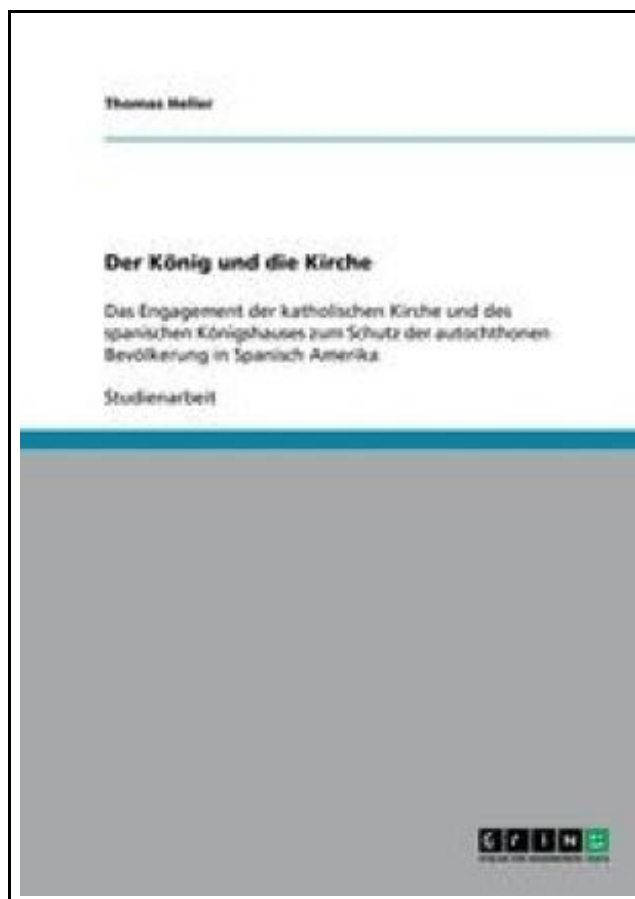 Thomas Heller
Der König und die Kirche
Das Engagement der katholischen Kirche und des
spanischen Königshauses zum Schutz der autochthonen
Bevölkerung in Spanisch Amerika
Studienarbeit
GRIN